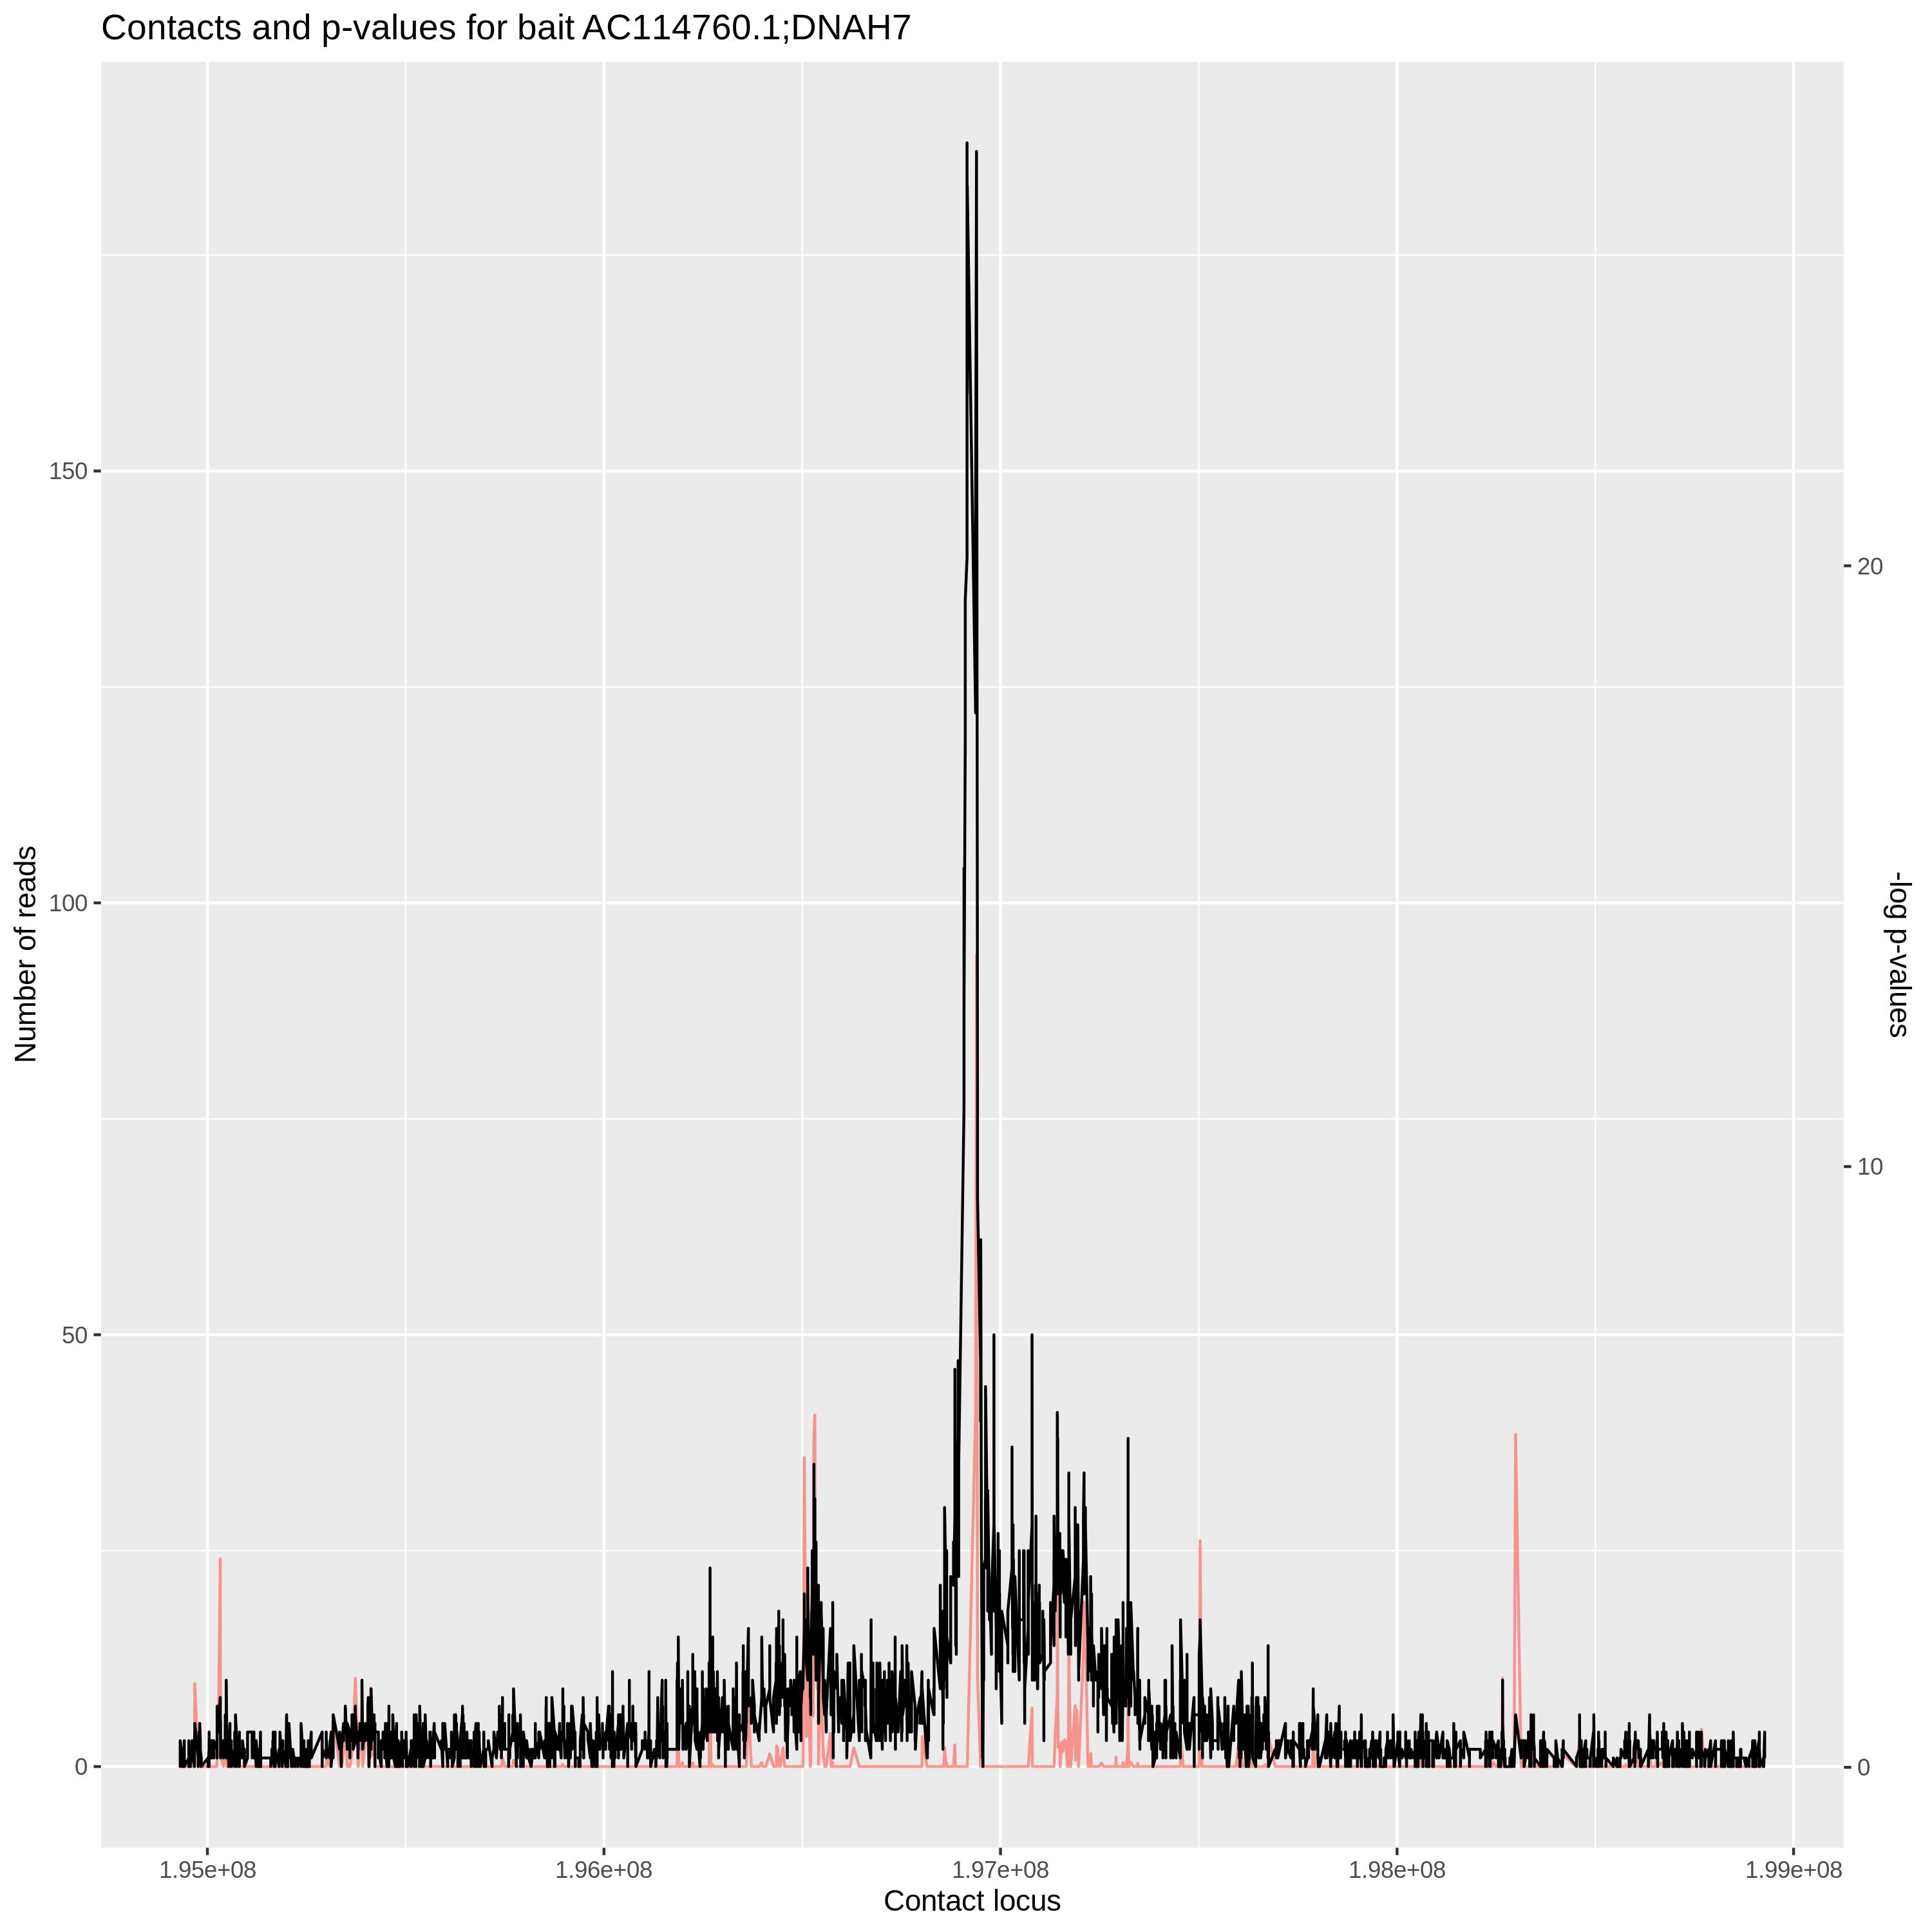 Contacts and p-values for bait AC114760.1;DNAH7
150
100
50
0
Number of reads
20
10
0
-log p-values
1.95e+08
1.96e+08
1.97e+08
1.98e+08
1.99e+08
Contact locus